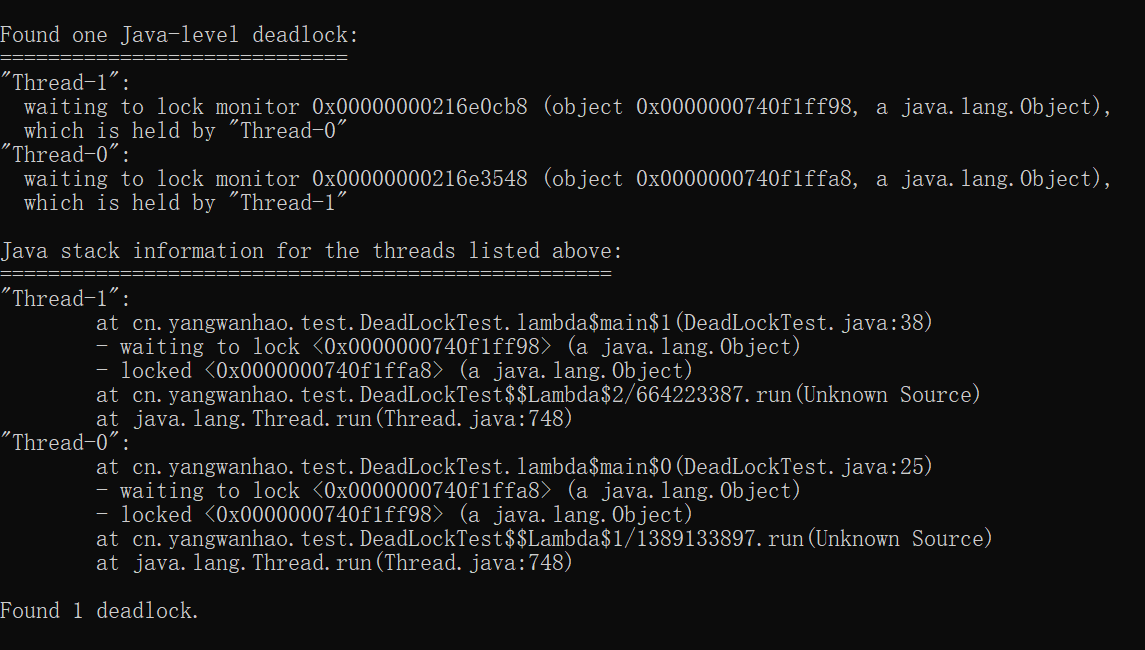 Found one Java-level deadlock:
=============================
"Thread-1":
  waiting to lock monitor 0x00000000216e0cb8 (object 0x0000000740f1ff98, a java.lang.Object),
  which is held by "Thread-0"
"Thread-0":
  waiting to lock monitor 0x00000000216e3548 (object 0x0000000740f1ffa8, a java.lang.Object),
  which is held by "Thread-1"

Java stack information for the threads listed above:
===================================================
"Thread-1":
        at cn.yangwanhao.test.DeadLockTest.lambda$main$1(DeadLockTest.java:38)
        - waiting to lock <0x0000000740f1ff98> (a java.lang.Object)
        - locked <0x0000000740f1ffa8> (a java.lang.Object)
        at cn.yangwanhao.test.DeadLockTest$$Lambda$2/664223387.run(Unknown Source)
        at java.lang.Thread.run(Thread.java:748)
"Thread-0":
        at cn.yangwanhao.test.DeadLockTest.lambda$main$0(DeadLockTest.java:25)
        - waiting to lock <0x0000000740f1ffa8> (a java.lang.Object)
        - locked <0x0000000740f1ff98> (a java.lang.Object)
        at cn.yangwanhao.test.DeadLockTest$$Lambda$1/1389133897.run(Unknown Source)
        at java.lang.Thread.run(Thread.java:748)

Found 1 deadlock.